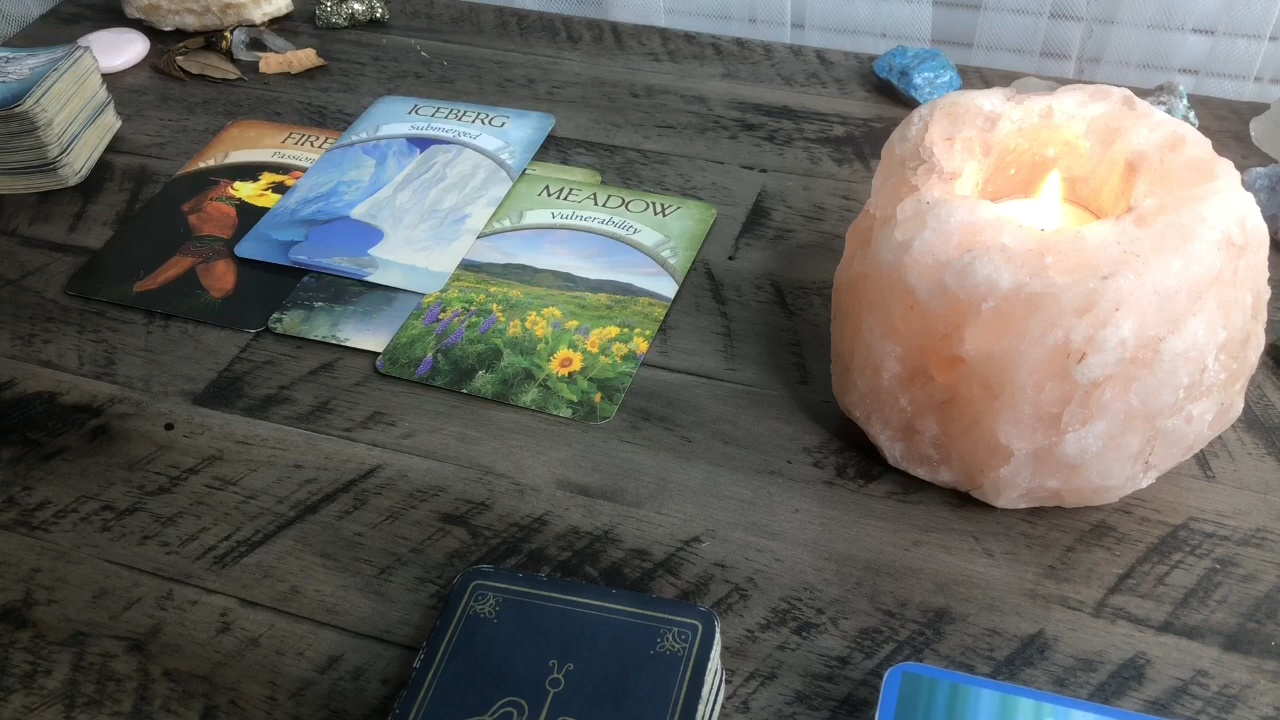 FIRE
Passion
ICEBERG
Submerged
MEADOW
Vulnerability